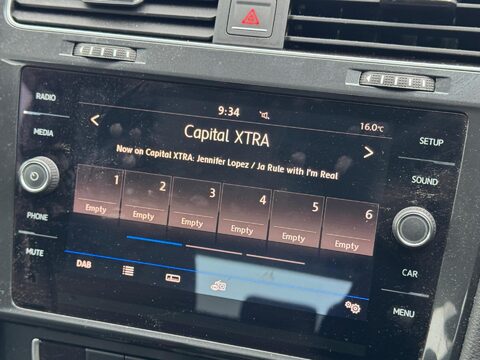 RADIO
MEDIA
PHONE
MUTE
9:34
16.0°C
Capital XTRA
Now on Capital XTRA: Jennifer Lopez / Ja Rule with I'm Real
1 2 3 4 5 6
Empty Empty Empty Empty Empty Empty
DAB
SETUP
SOUND
CAR
MENU